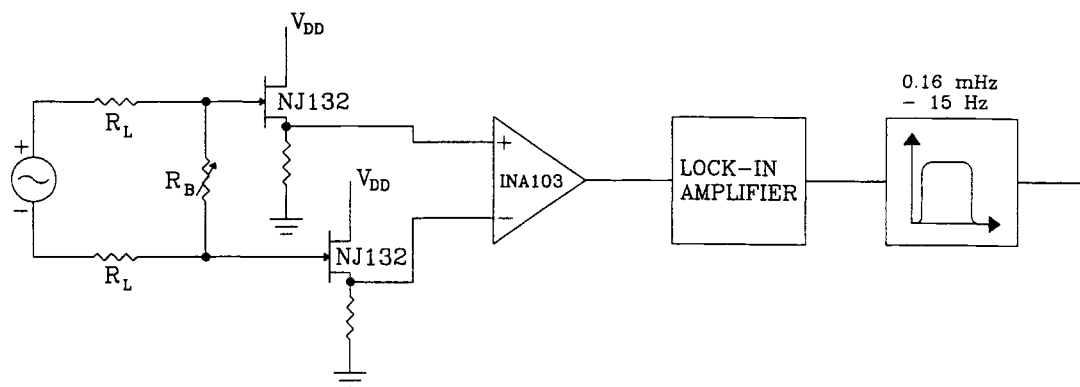 V_DD
0.16 mHz
- 15 Hz
NJ132
R_L
+
+
R_B
V_DD
INA103
LOCK-IN
AMPLIFIER
-
-
NJ132
R_L